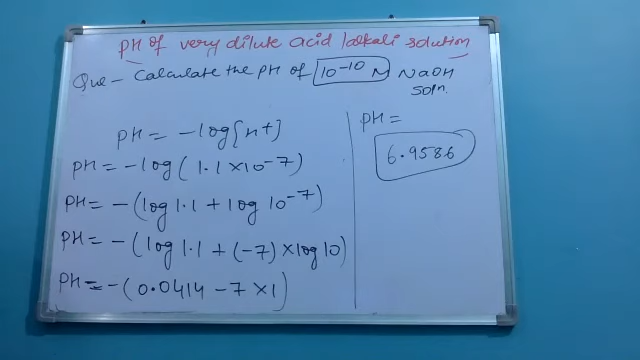 PH of very dilute acid /alkali solution
Que - Calculate the PH of 10⁻¹⁰ M NaOH
soln.
PH = - log [H+]
PH = - log (1.1 × 10⁻⁷)
PH = - (log 1.1 + log 10⁻⁷)
PH = - (log 1.1 + (-7) × log 10)
PH = - (0.0414 - 7 × 1)
PH =
6.9586